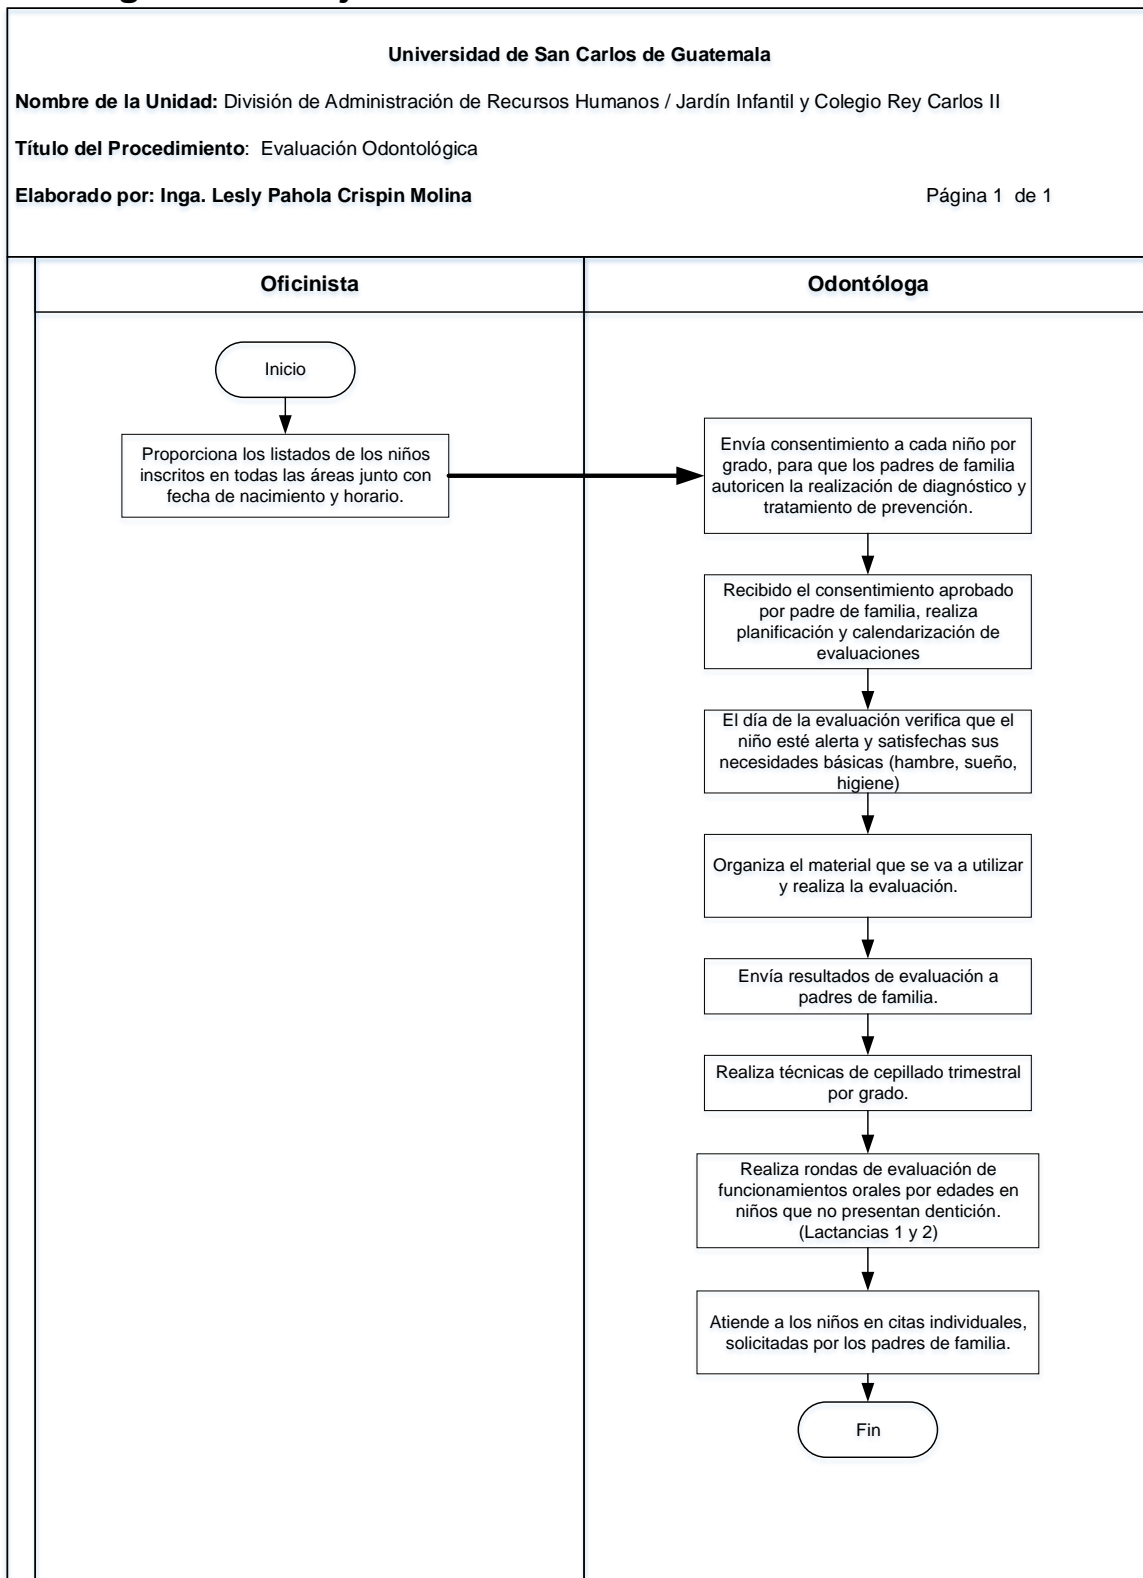 Universidad de San Carlos de Guatemala
Nombre de la Unidad: División de Administración de Recursos Humanos / Jardín Infantil y Colegio Rey Carlos II
Título del Procedimiento: Evaluación Odontológica
Elaborado por: Inga. Lesly Pahola Crispin Molina
Página 1 de 1
Oficinista
Odontóloga
Inicio
Proporciona los listados de los niños
inscritos en todas las áreas junto con
fecha de nacimiento y horario.
Envía consentimiento a cada niño por
grado, para que los padres de familia
autoricen la realización de diagnóstico y
tratamiento de prevención.
Recibido el consentimiento aprobado
por padre de familia, realiza
planificación y calendarización de
evaluaciones
El día de la evaluación verifica que el
niño esté alerta y satisfechas sus
necesidades básicas (hambre, sueño,
higiene)
Organiza el material que se va a utilizar
y realiza la evaluación.
Envía resultados de evaluación a
padres de familia.
Realiza técnicas de cepillado trimestral
por grado.
Realiza rondas de evaluación de
funcionamientos orales por edades en
niños que no presentan dentición.
(Lactancias 1 y 2)
Atiende a los niños en citas individuales,
solicitadas por los padres de familia.
Fin